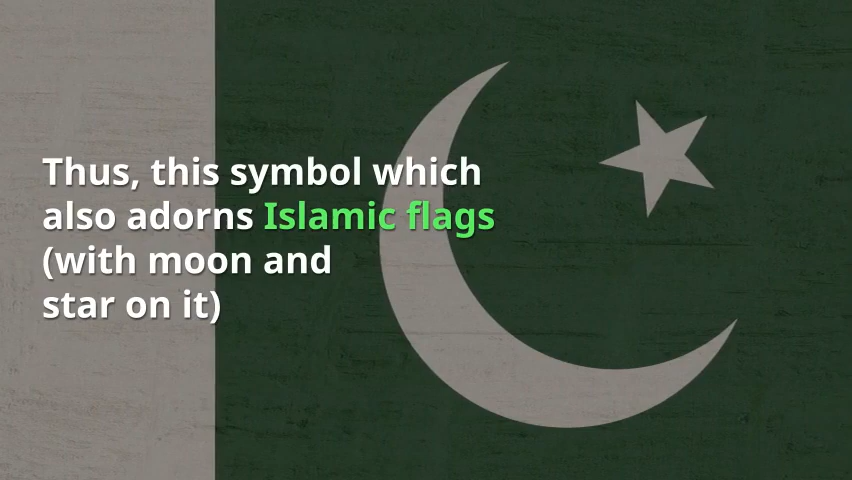 Thus, this symbol which
also adorns Islamic flags
(with moon and
star on it)